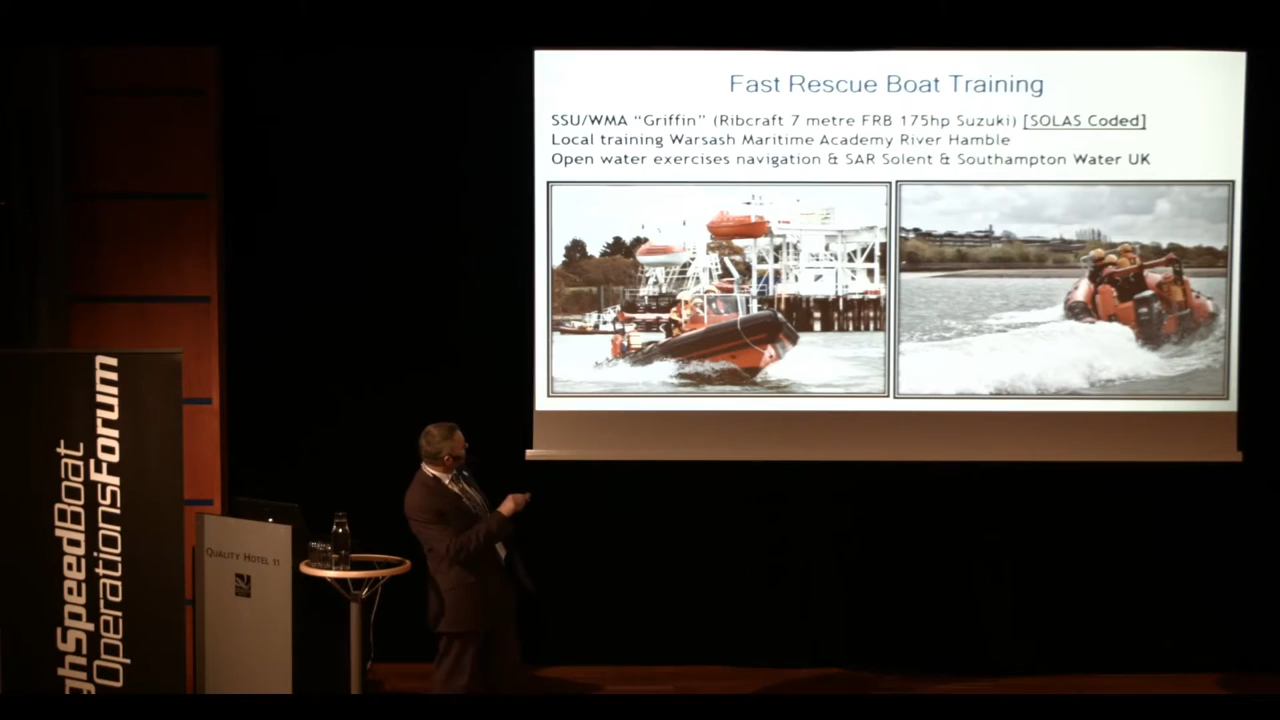 Fast Rescue Boat Training
SSU/WMA “Griffin” (Ribcraft 7 metre FRB 175hp Suzuki) [SOLAS Coded]
Local training Warsash Maritime Academy River Hamble
Open water exercises navigation & SAR Solent & Southampton Water UK
ghSpeedBoat
OperationsForum
QUALITY HOTEL 11